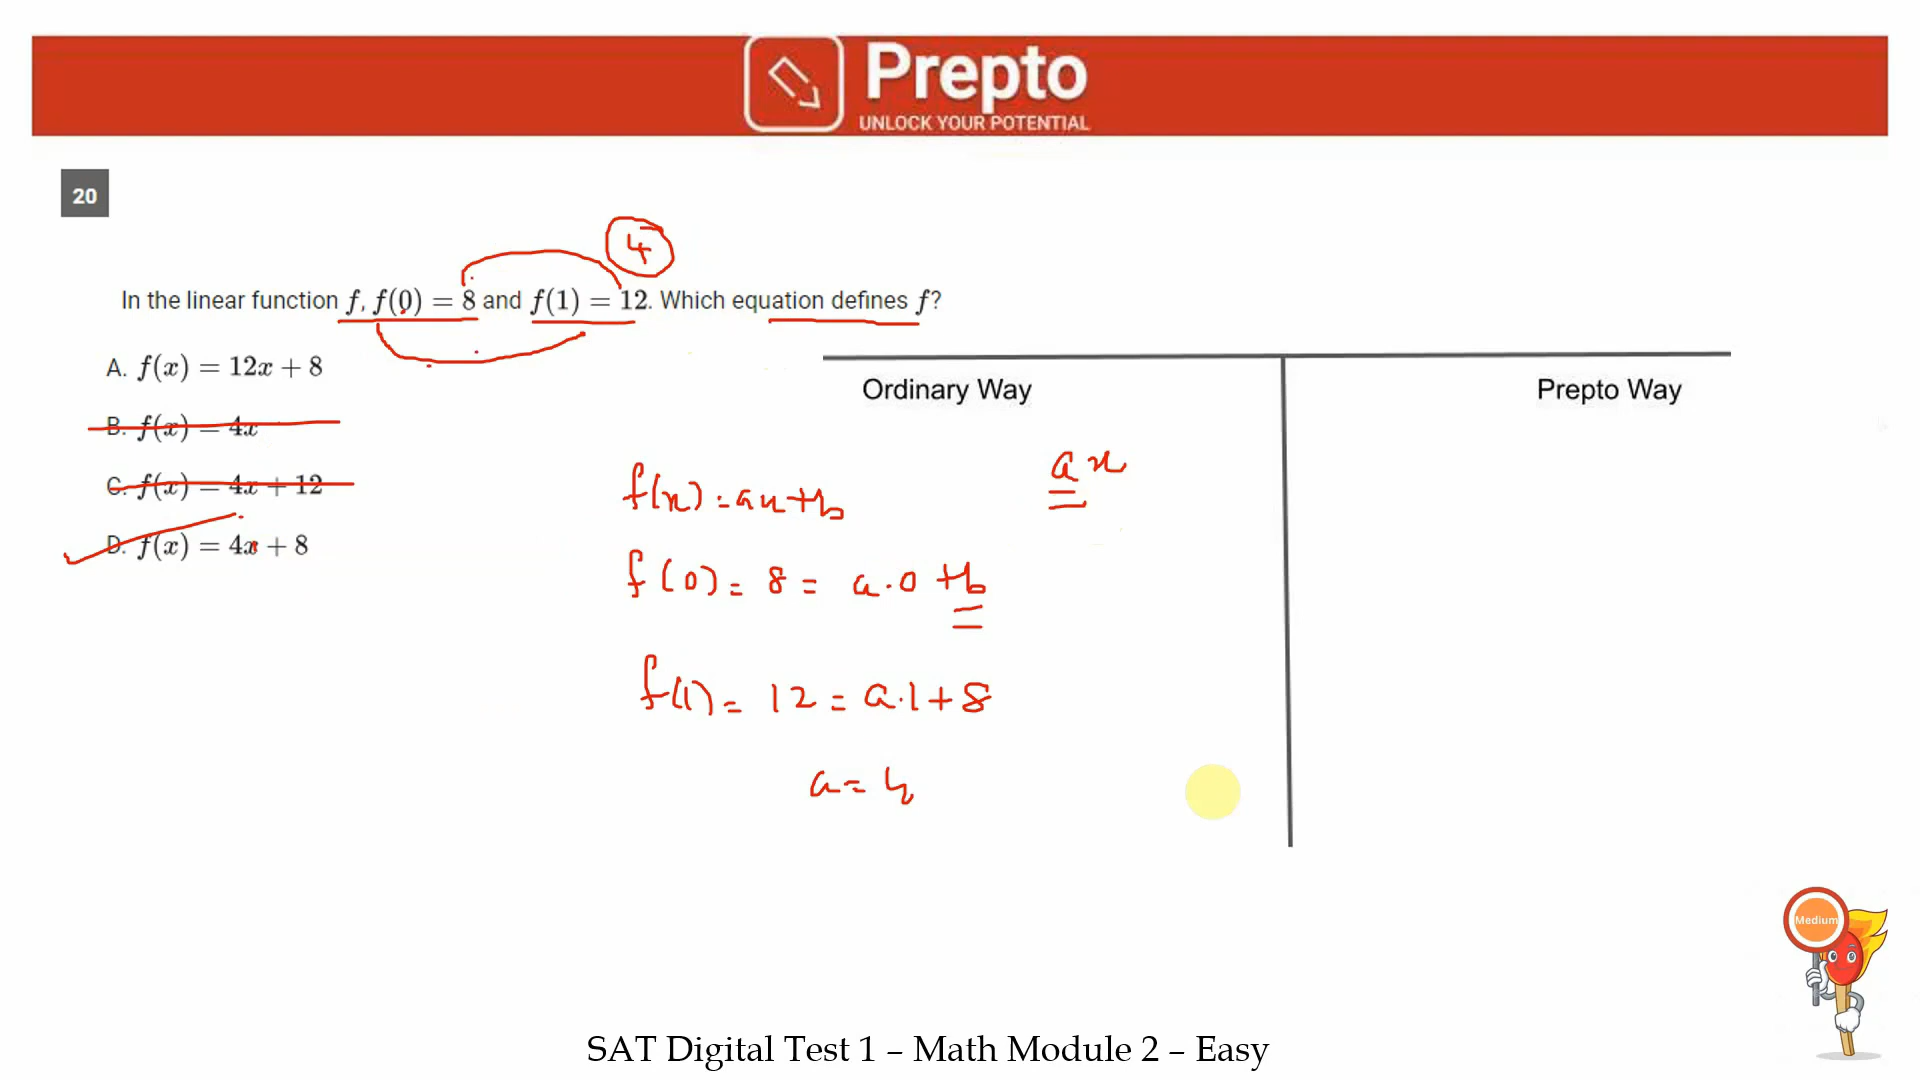 Prepto
UNLOCK YOUR POTENTIAL
20
4
In the linear function f, f(0) = 8 and f(1) = 12. Which equation defines f?
A. f(x) = 12x + 8
B. f(x) = 4x
C. f(x) = 4x + 12
D. f(x) = 4x + 8
Ordinary Way
Prepto Way
f(x) = ax+b
ax
f(0) = 8 = a.0 +b
f(1) = 12 = a.1+8
a = 4
Medium
SAT Digital Test 1 – Math Module 2 – Easy